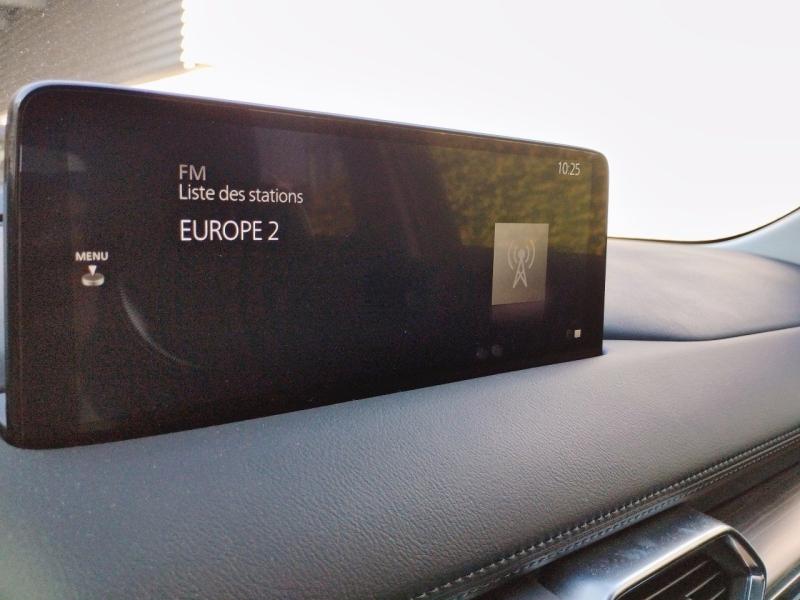 FM
10:25
Liste des stations
EUROPE 2
MENU